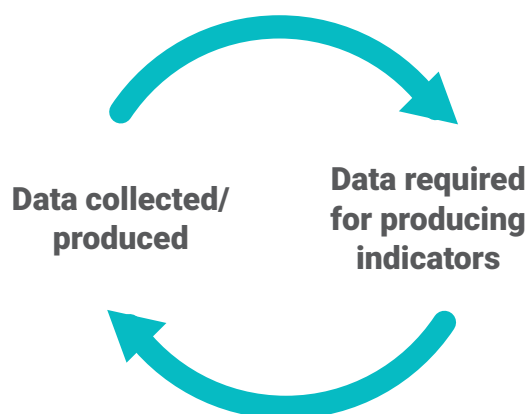 Data collected/
produced
Data required
for producing
indicators